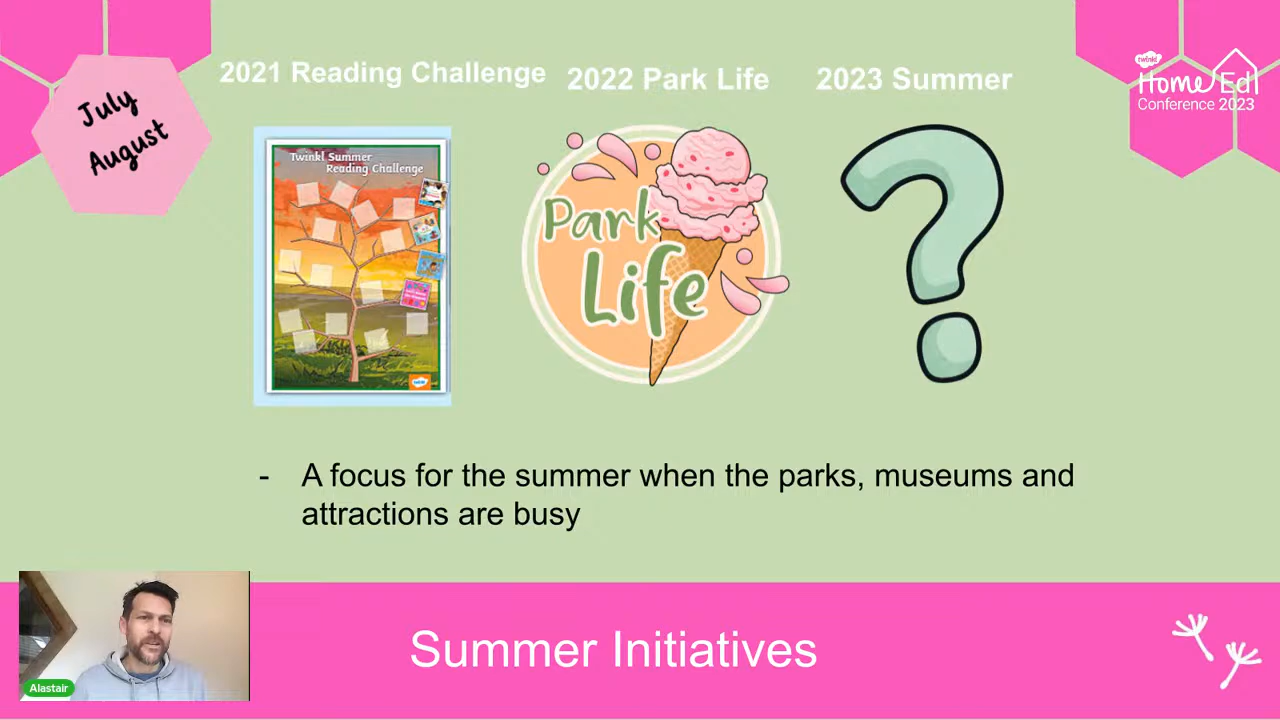 2021 Reading Challenge
2022 Park Life
2023 Summer
twinkl
Home Ed
Conference 2023
July
August
Twinkl Summer
Reading Challenge
Park
Life
- A focus for the summer when the parks, museums and
attractions are busy
Alastair
Summer Initiatives